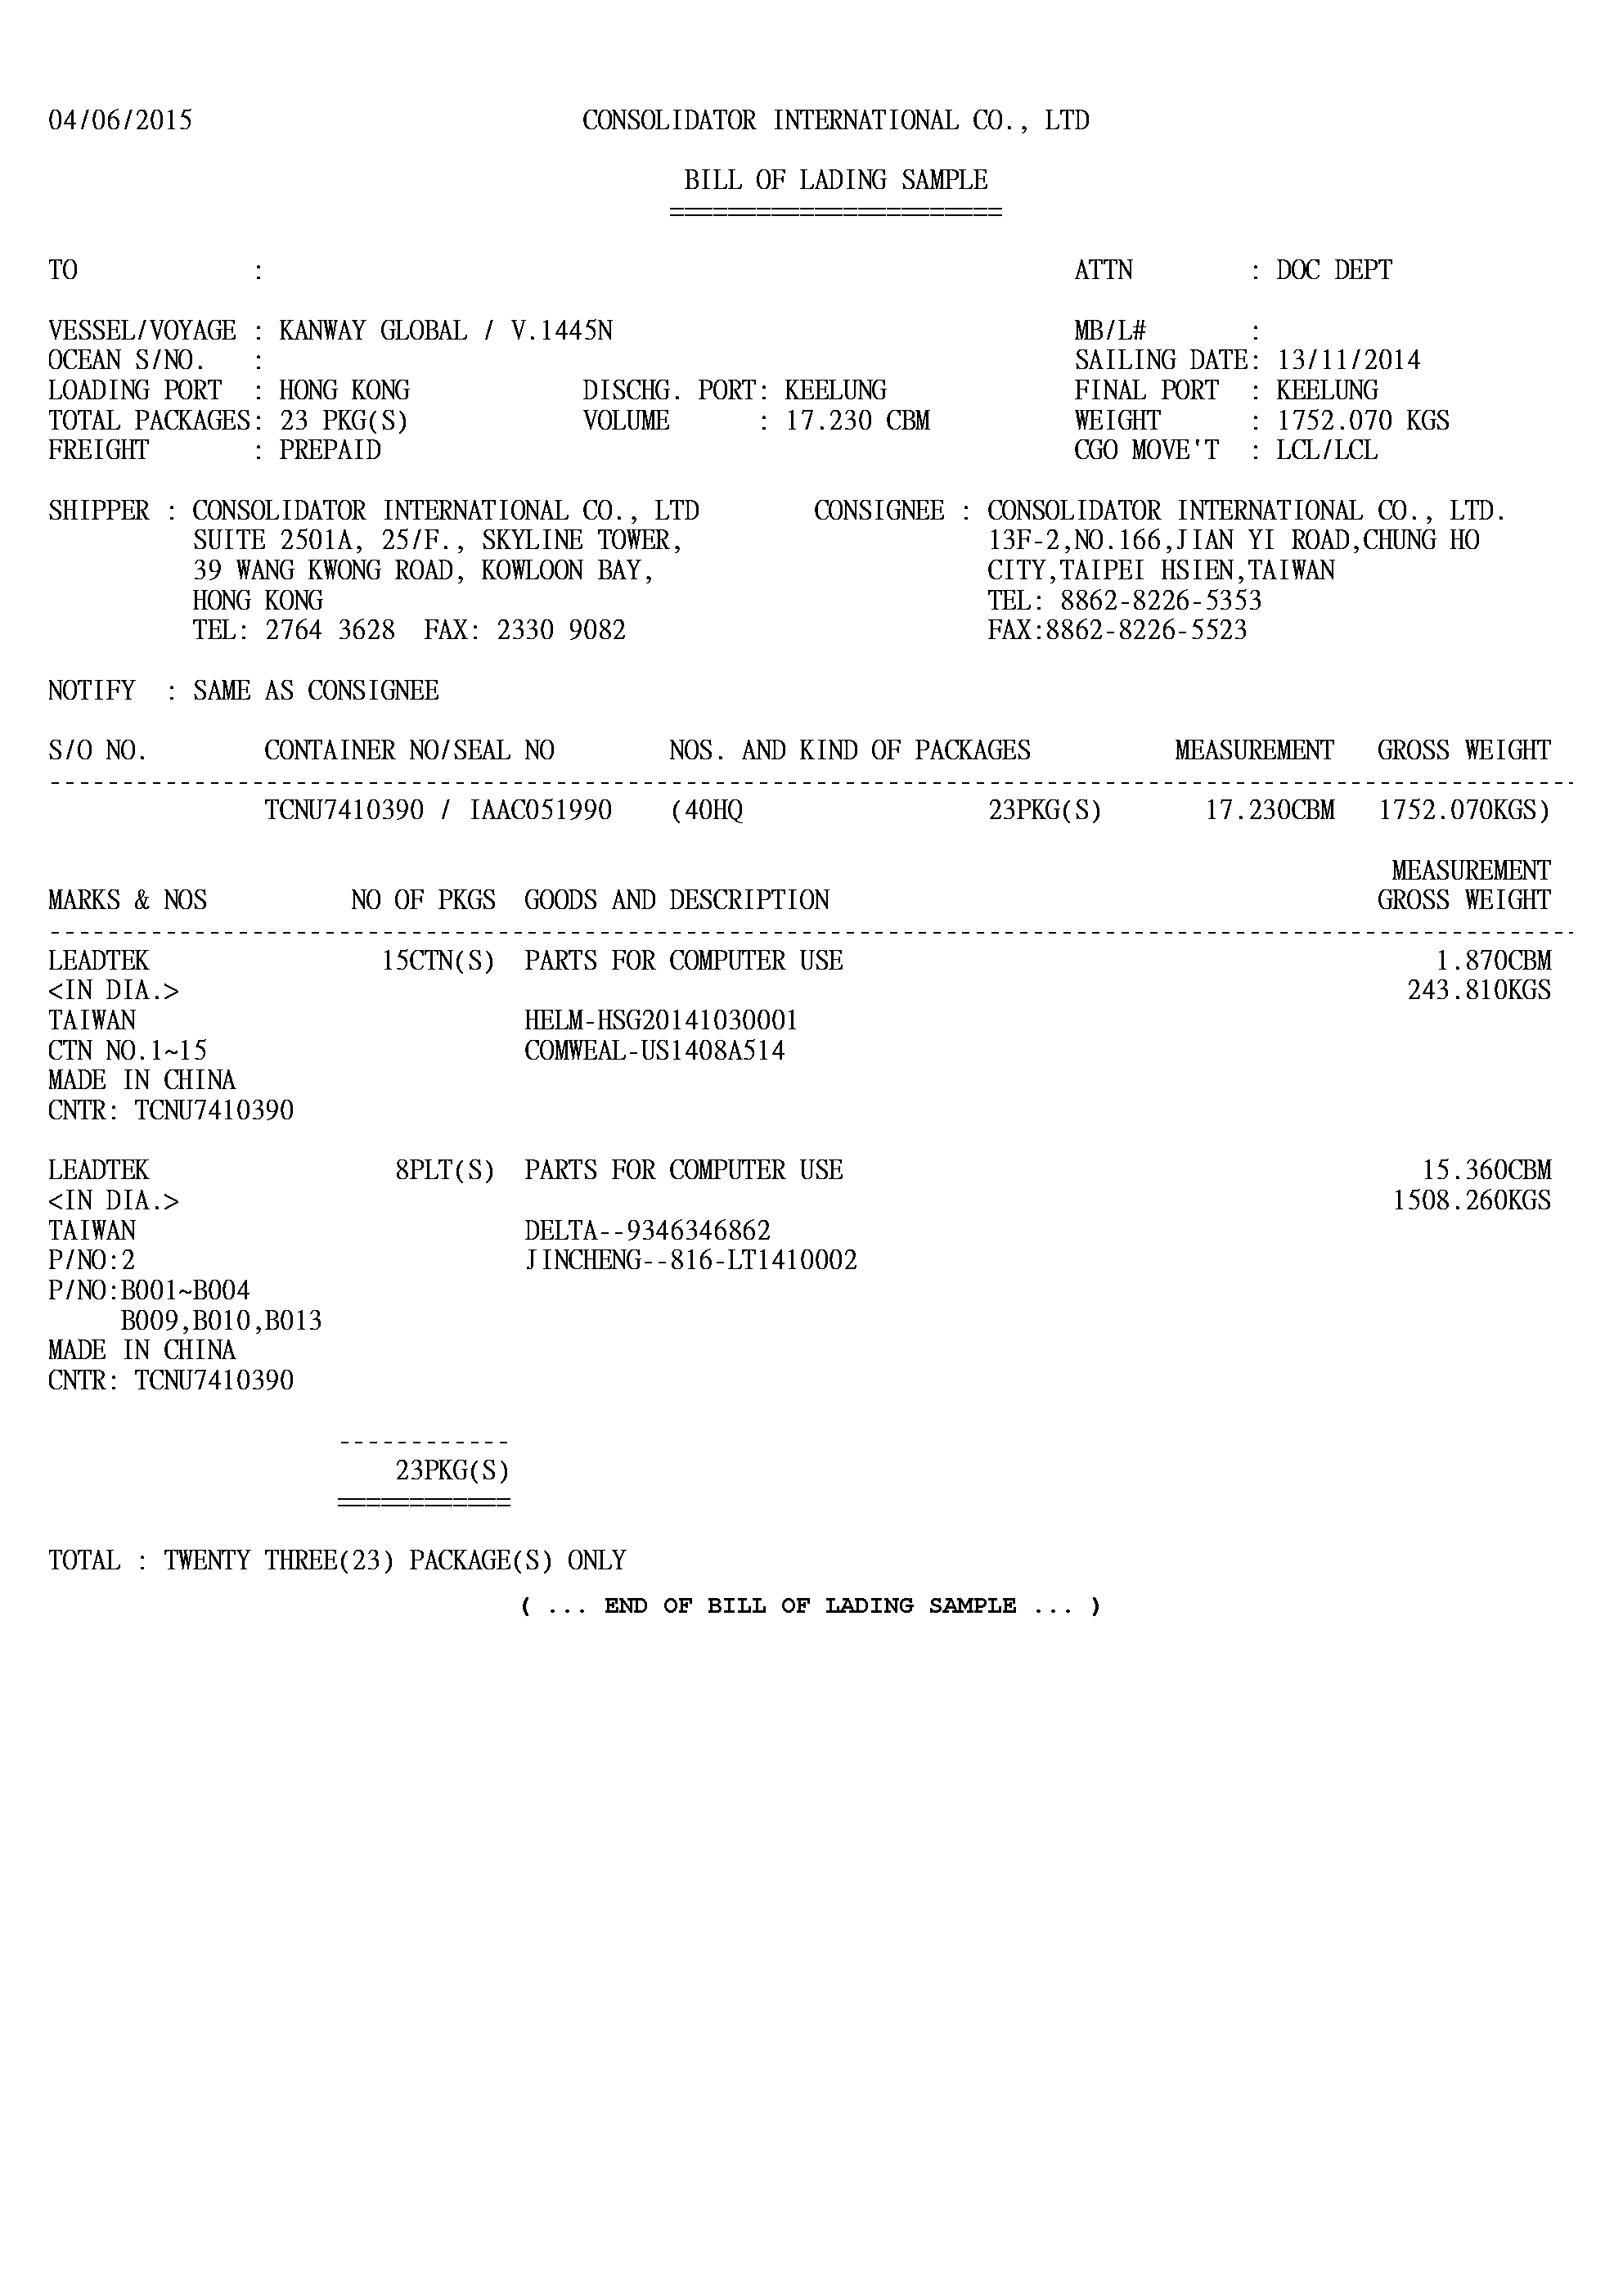 04/06/2015 CONSOLIDATOR INTERNATIONAL CO., LTD
BILL OF LADING SAMPLE
=======================
TO : ATTN : DOC DEPT
VESSEL/VOYAGE : KANWAY GLOBAL / V.1445N MB/L# :
OCEAN S/NO. : SAILING DATE: 13/11/2014
LOADING PORT : HONG KONG DISCHG. PORT: KEELUNG FINAL PORT : KEELUNG
TOTAL PACKAGES: 23 PKG(S) VOLUME : 17.230 CBM WEIGHT : 1752.070 KGS
FREIGHT : PREPAID CGO MOVE'T : LCL/LCL
SHIPPER : CONSOLIDATOR INTERNATIONAL CO., LTD CONSIGNEE : CONSOLIDATOR INTERNATIONAL CO., LTD.
SUITE 2501A, 25/F., SKYLINE TOWER, 13F-2,NO.166,JIAN YI ROAD,CHUNG HO
39 WANG KWONG ROAD, KOWLOON BAY, CITY,TAIPEI HSIEN,TAIWAN
HONG KONG TEL: 8862-8226-5353
TEL: 2764 3628 FAX: 2330 9082 FAX:8862-8226-5523
NOTIFY : SAME AS CONSIGNEE
S/O NO. CONTAINER NO/SEAL NO NOS. AND KIND OF PACKAGES MEASUREMENT GROSS WEIGHT
TCNU7410390 / IAAC051990 (40HQ 23PKG(S) 17.230CBM 1752.070KGS)
MEASUREMENT
MARKS & NOS NO OF PKGS GOODS AND DESCRIPTION GROSS WEIGHT
LEADTEK 15CTN(S) PARTS FOR COMPUTER USE 1.870CBM
<IN DIA.> 243.810KGS
TAIWAN HELM-HSG20141030001
CTN NO.1~15 COMWEAL-US1408A514
MADE IN CHINA
CNTR: TCNU7410390
LEADTEK 8PLT(S) PARTS FOR COMPUTER USE 15.360CBM
<IN DIA.> 1508.260KGS
TAIWAN DELTA--9346346862
P/NO:2 JINCHENG--816-LT1410002
P/NO:B001~B004
B009,B010,B013
MADE IN CHINA
CNTR: TCNU7410390
------------
23PKG(S)
============
TOTAL : TWENTY THREE(23) PACKAGE(S) ONLY
( ... END OF BILL OF LADING SAMPLE ... )